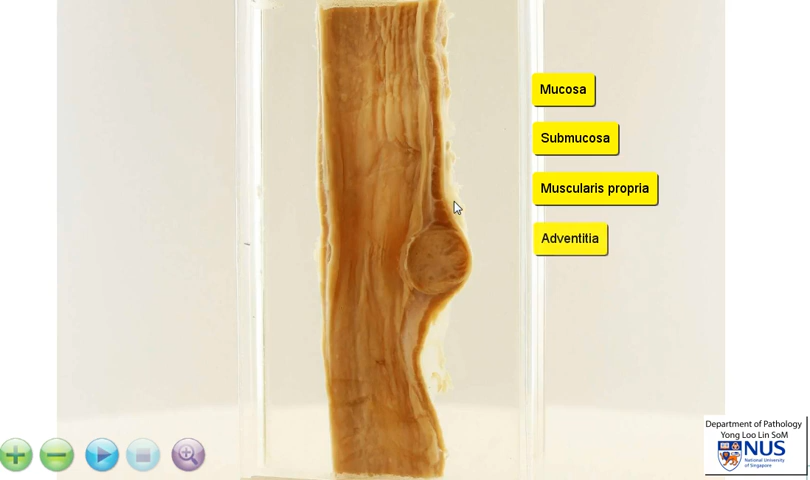 Mucosa
Submucosa
Muscularis propria
Adventitia
Department of Pathology
Yong Loo Lin SoM
NUS
National University
of Singapore